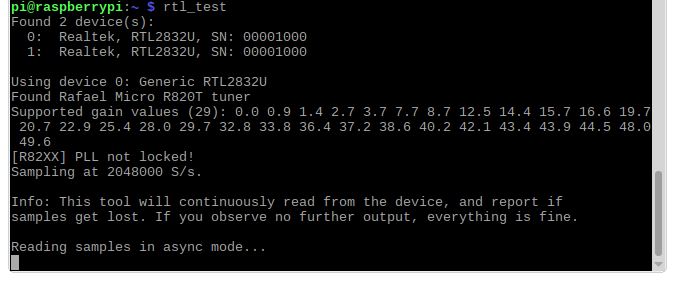 pi@raspberrypi:~ $ rtl_test
Found 2 device(s):
  0:  Realtek, RTL2832U, SN: 00001000
  1:  Realtek, RTL2832U, SN: 00001000

Using device 0: Generic RTL2832U
Found Rafael Micro R820T tuner
Supported gain values (29): 0.0 0.9 1.4 2.7 3.7 7.7 8.7 12.5 14.4 15.7 16.6 19.7
 20.7 22.9 25.4 28.0 29.7 32.8 33.8 36.4 37.2 38.6 40.2 42.1 43.4 43.9 44.5 48.0
 49.6
[R82XX] PLL not locked!
Sampling at 2048000 S/s.

Info: This tool will continuously read from the device, and report if
samples get lost. If you observe no further output, everything is fine.

Reading samples in async mode...